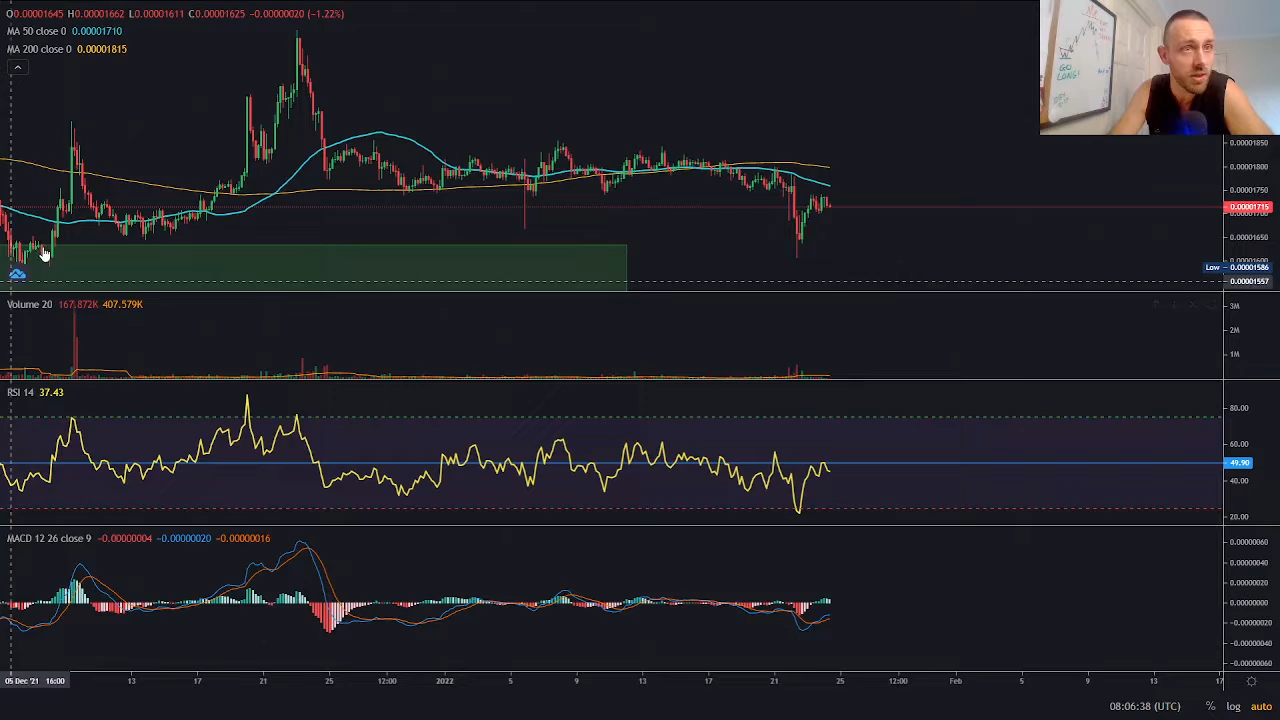 O0.00001645 H0.00001662 L0.00001611 C0.00001625 −0.00000020 (−1.22%)
MA 50 close 0 0.00001710
MA 200 close 0 0.00001815
GO
LONG!
0.00001850
0.00001800
0.00001750
0.00001715
0.00001700
0.00001650
0.00001600
Low 0.00001586
0.00001557
Volume 20 167.872K 407.579K
3M
2M
1M
RSI 14 37.43
80.00
60.00
49.90
40.00
20.00
MACD 12 26 close 9 −0.00000004 −0.00000020 −0.00000016
0.00000060
0.00000040
0.00000020
0.00000000
−0.00000020
−0.00000040
−0.00000060
05 Dec '21 16:00 13 17 21 25 12:00 2022 5 9 13 17 21 25 12:00 Feb 5 9 13 17
08:06:38 (UTC) % log auto